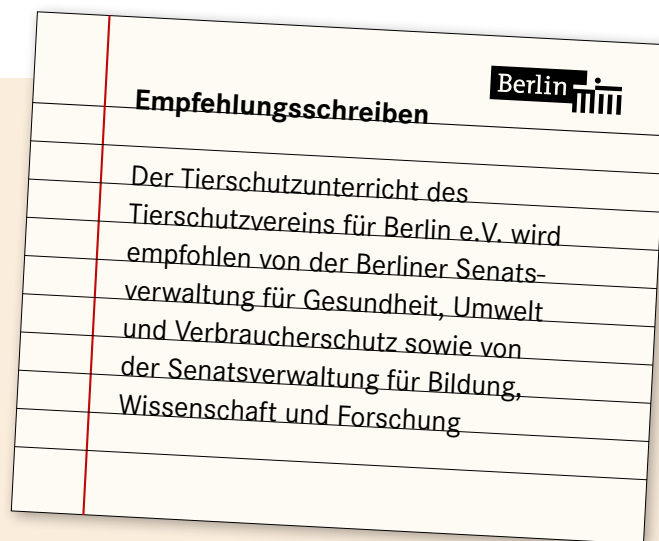 Berlin
Empfehlungsschreiben
Der Tierschutzunterricht des
Tierschutzvereins für Berlin e.V. wird
empfohlen von der Berliner Senats-
verwaltung für Gesundheit, Umwelt
und Verbraucherschutz sowie von
der Senatsverwaltung für Bildung,
Wissenschaft und Forschung